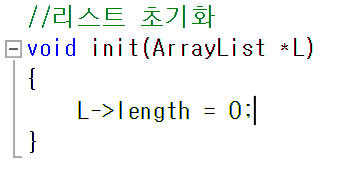 //리스트 초기화
void init(ArrayList *L)
{
    L->length = 0;
}